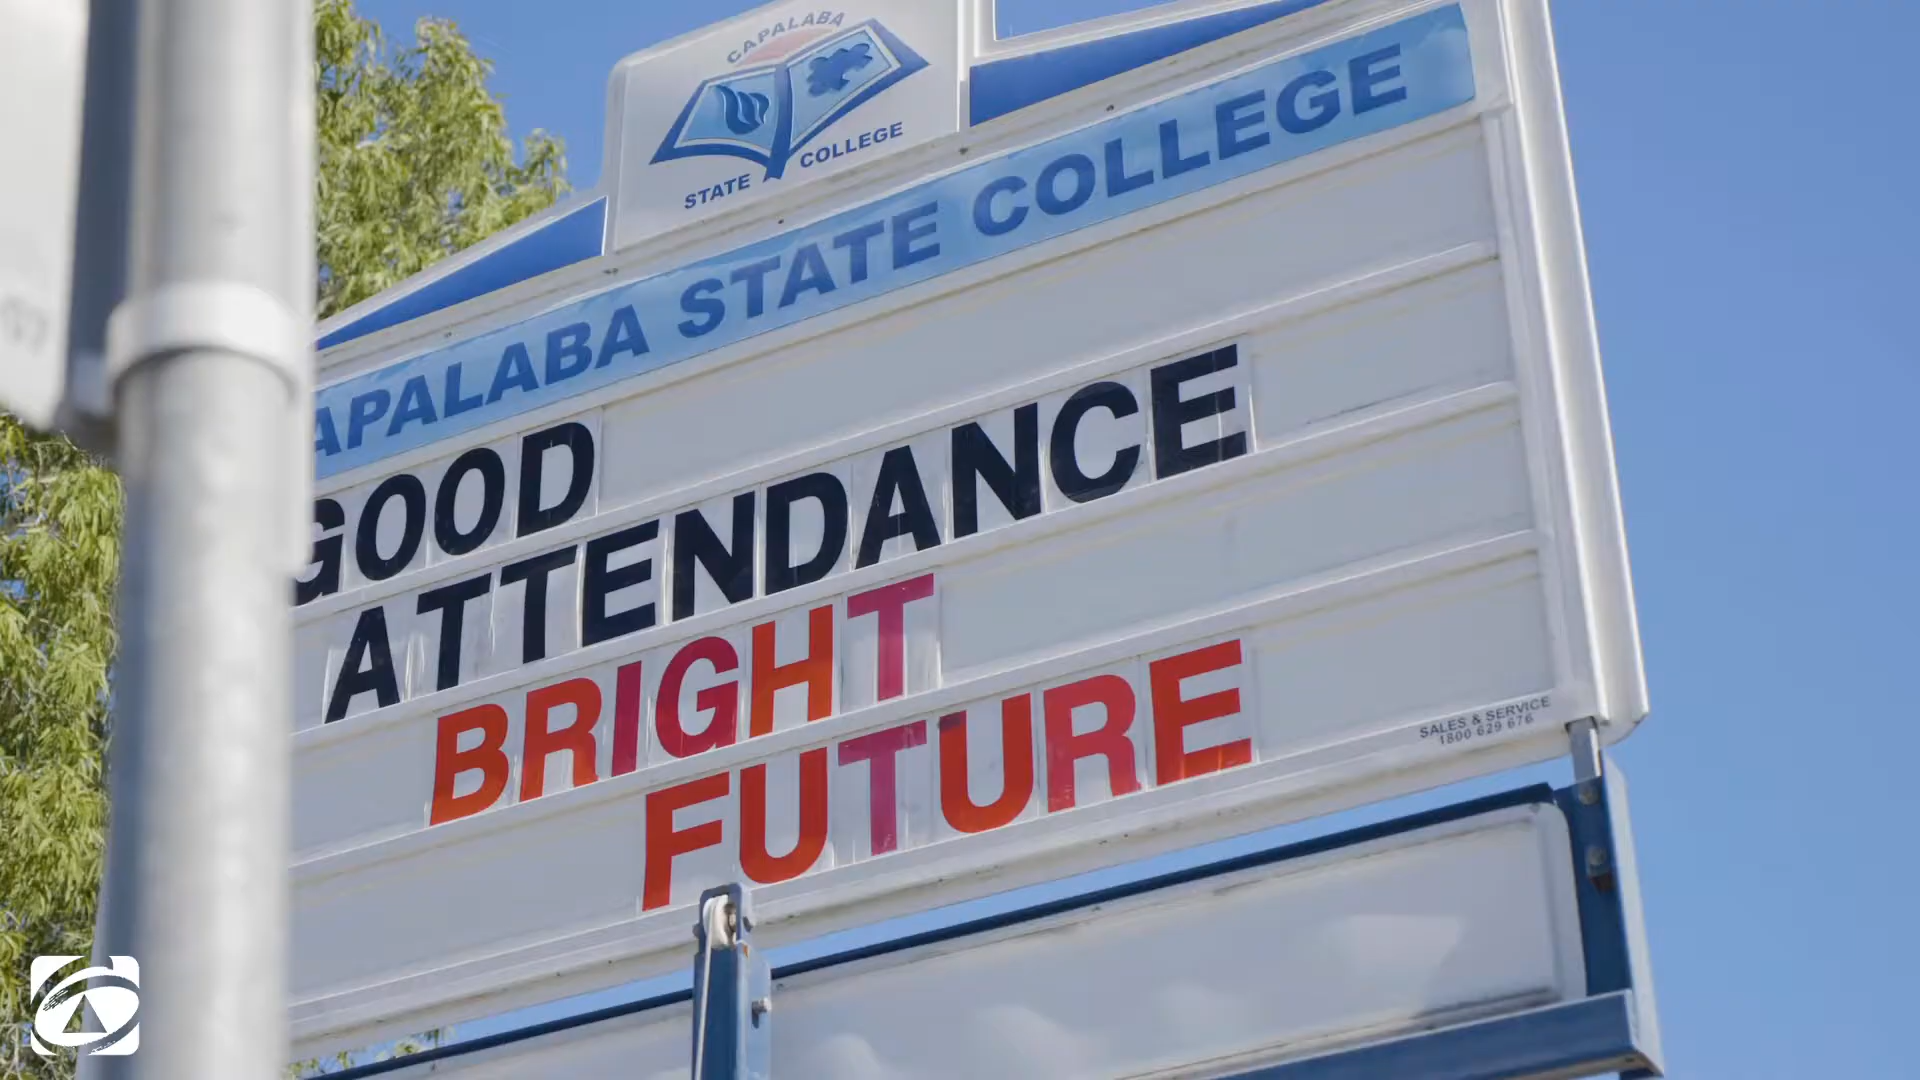 CAPALABA
STATE COLLEGE
APALABA STATE COLLEGE
GOOD
ATTENDANCE
BRIGHT
FUTURE
SALES & SERVICE
1800 629 676